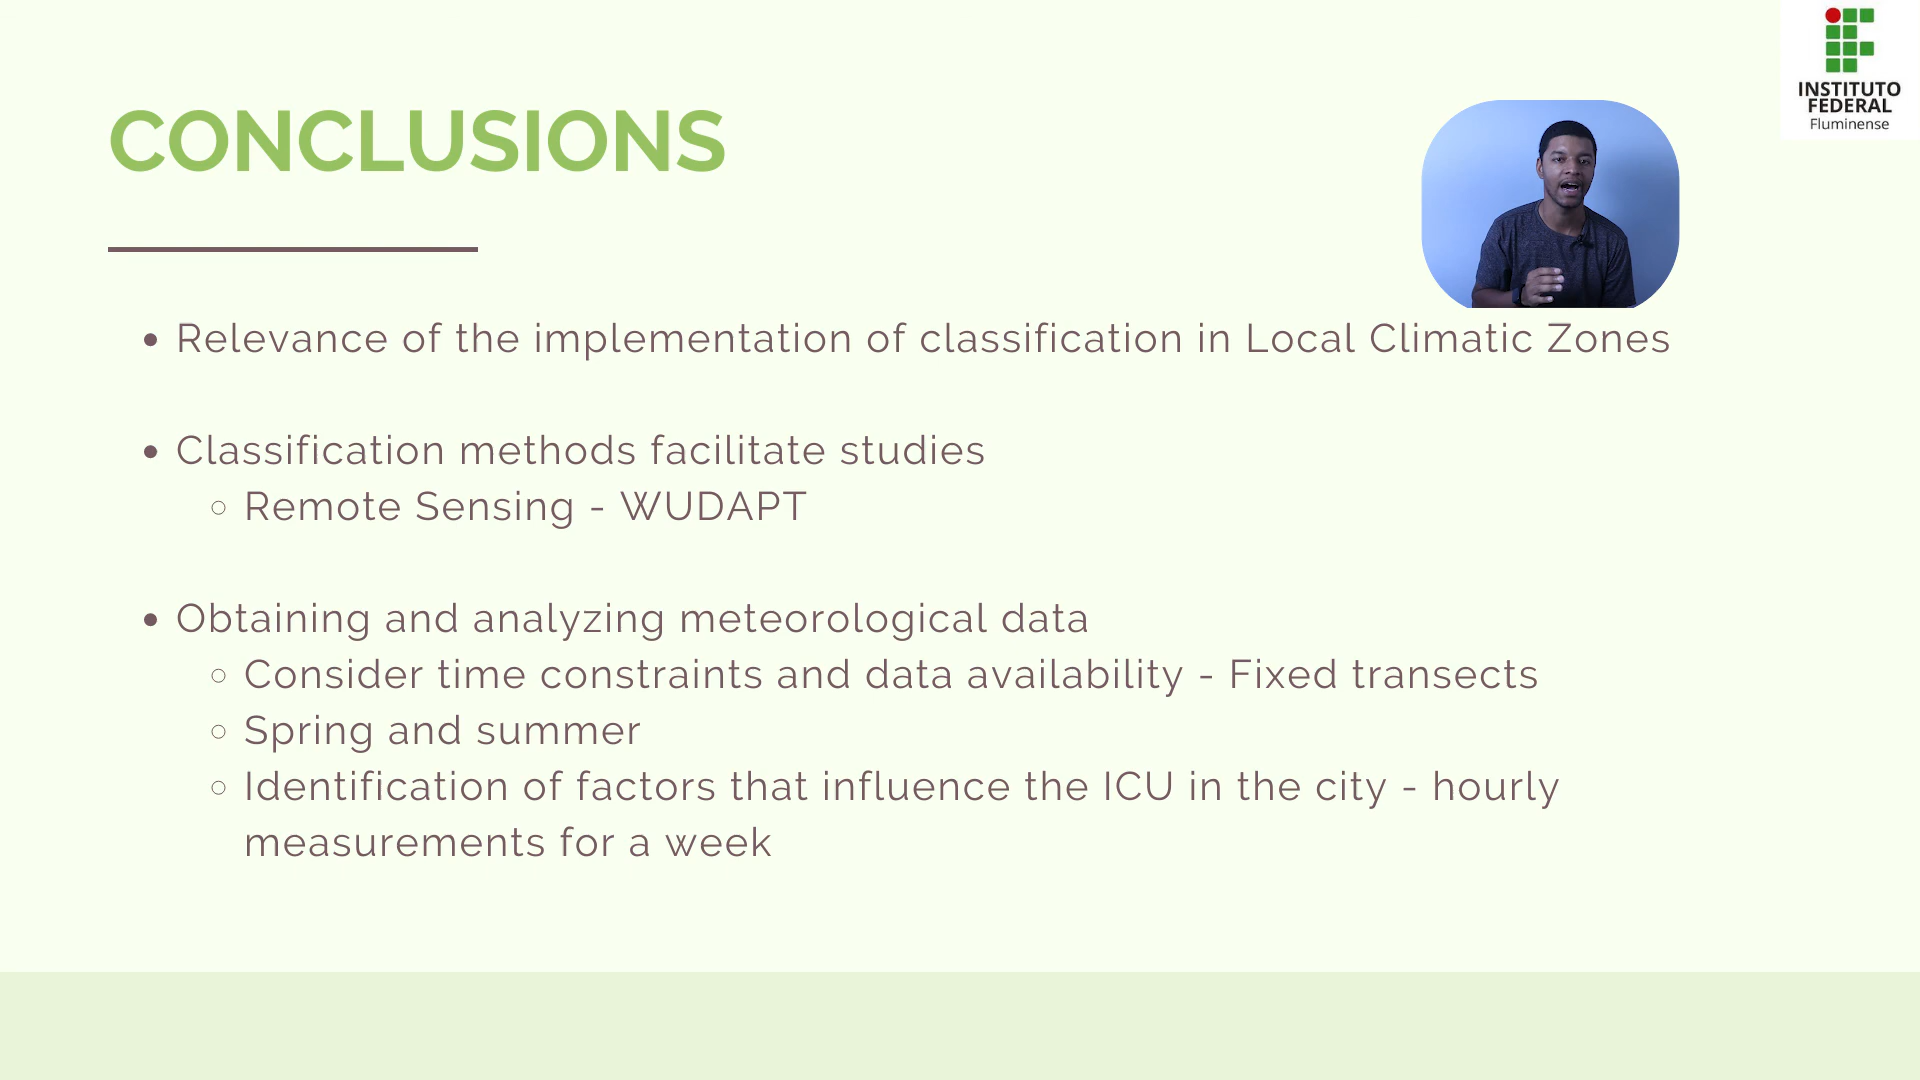 INSTITUTO
FEDERAL
Fluminense
CONCLUSIONS
• Relevance of the implementation of classification in Local Climatic Zones
• Classification methods facilitate studies
○ Remote Sensing - WUDAPT
• Obtaining and analyzing meteorological data
○ Consider time constraints and data availability - Fixed transects
○ Spring and summer
○ Identification of factors that influence the ICU in the city - hourly
measurements for a week